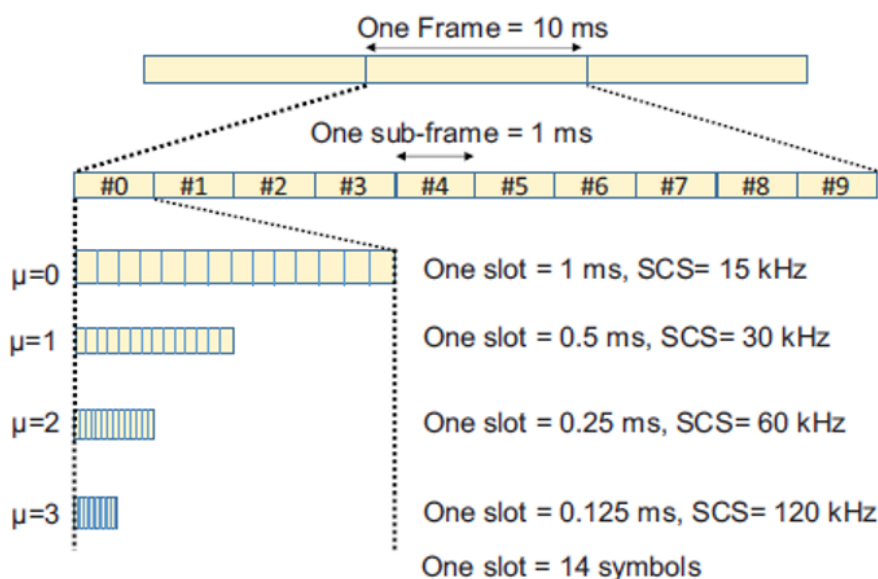 One Frame = 10 ms
One sub-frame = 1 ms
#0 #1 #2 #3 #4 #5 #6 #7 #8 #9
μ=0 One slot = 1 ms, SCS= 15 kHz
μ=1 One slot = 0.5 ms, SCS= 30 kHz
μ=2 One slot = 0.25 ms, SCS= 60 kHz
μ=3 One slot = 0.125 ms, SCS= 120 kHz
One slot = 14 symbols